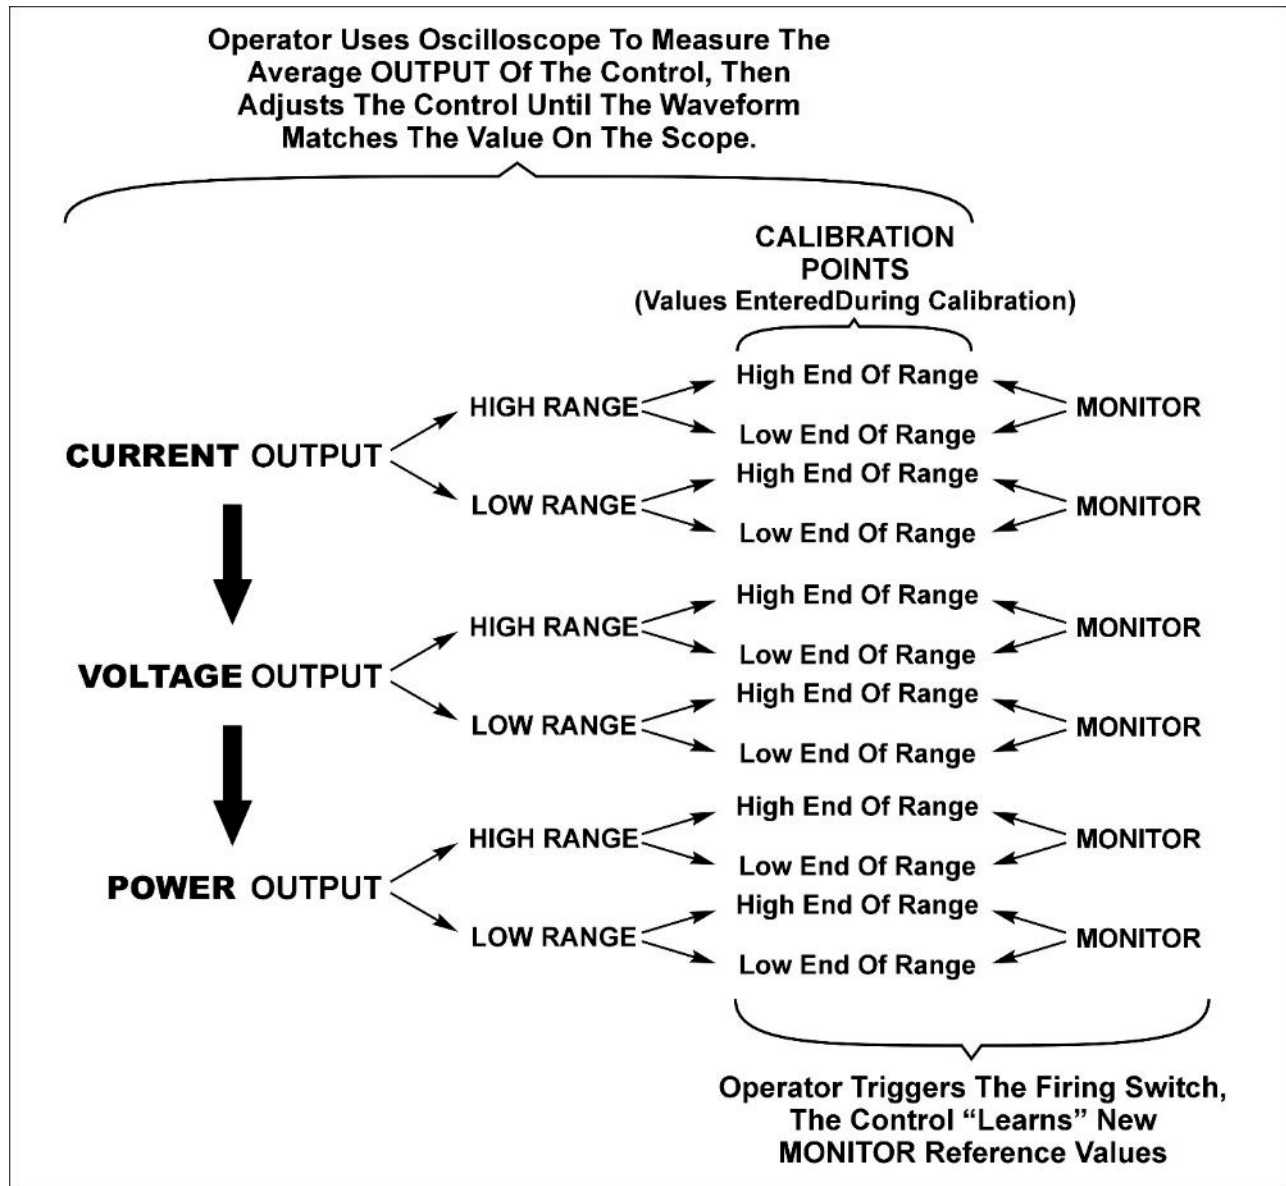 Operator Uses Oscilloscope To Measure The
Average OUTPUT Of The Control, Then
Adjusts The Control Until The Waveform
Matches The Value On The Scope.
CALIBRATION
POINTS
(Values EnteredDuring Calibration)
CURRENT OUTPUT
HIGH RANGE
High End Of Range
Low End Of Range
MONITOR
LOW RANGE
High End Of Range
Low End Of Range
MONITOR
VOLTAGE OUTPUT
HIGH RANGE
High End Of Range
Low End Of Range
MONITOR
LOW RANGE
High End Of Range
Low End Of Range
MONITOR
POWER OUTPUT
HIGH RANGE
High End Of Range
Low End Of Range
MONITOR
LOW RANGE
High End Of Range
Low End Of Range
MONITOR
Operator Triggers The Firing Switch,
The Control “Learns” New
MONITOR Reference Values